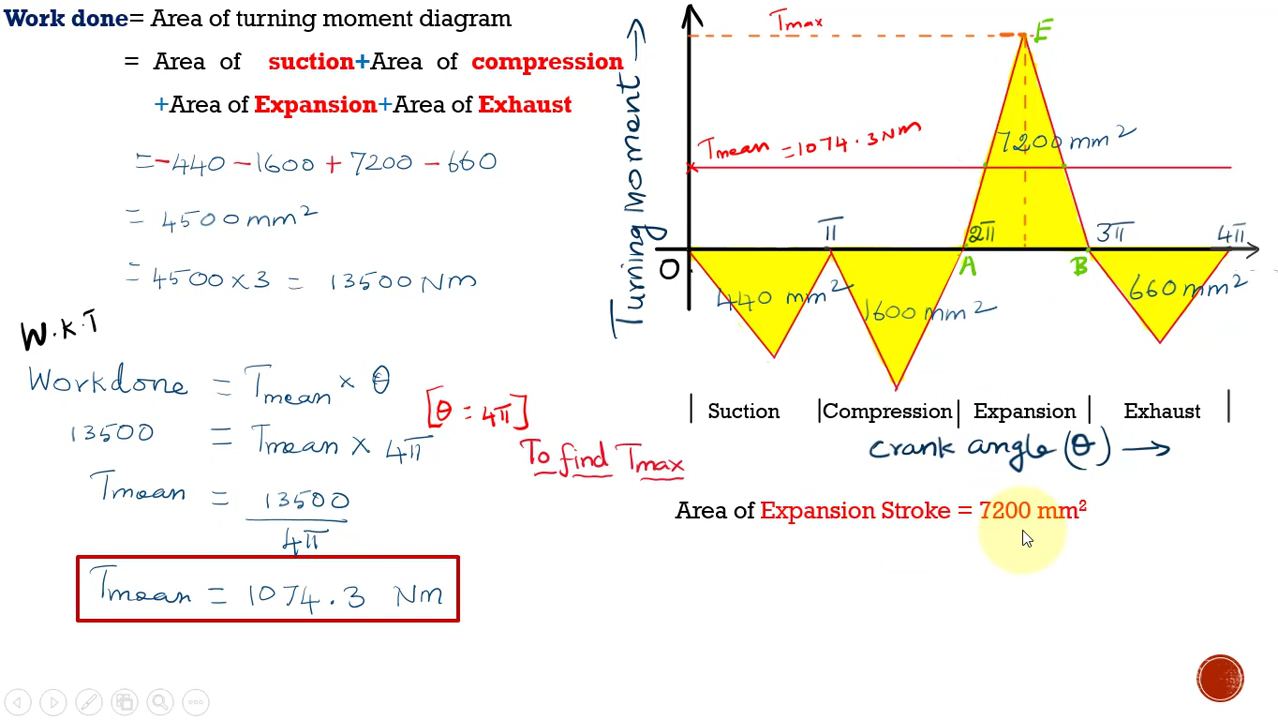 Work done= Area of turning moment diagram
= Area of suction+Area of compression
+Area of Expansion+Area of Exhaust
= -440 -1600 + 7200 -660
= 4500 mm²
= 4500 x 3 = 13500 Nm
W.K.T
Workdone = Tmean x θ
[θ = 4π]
13500 = Tmean x 4π
Tmean = 13500
4π
Tmean = 1074.3 Nm
To find Tmax
Turning Moment →
Tmax
E
Tmean = 1074.3 Nm
7200 mm²
O
π
2π
3π
4π
A
B
440 mm²
1600 mm²
660 mm²
Suction
Compression
Expansion
Exhaust
Crank angle (θ) →
Area of Expansion Stroke = 7200 mm²